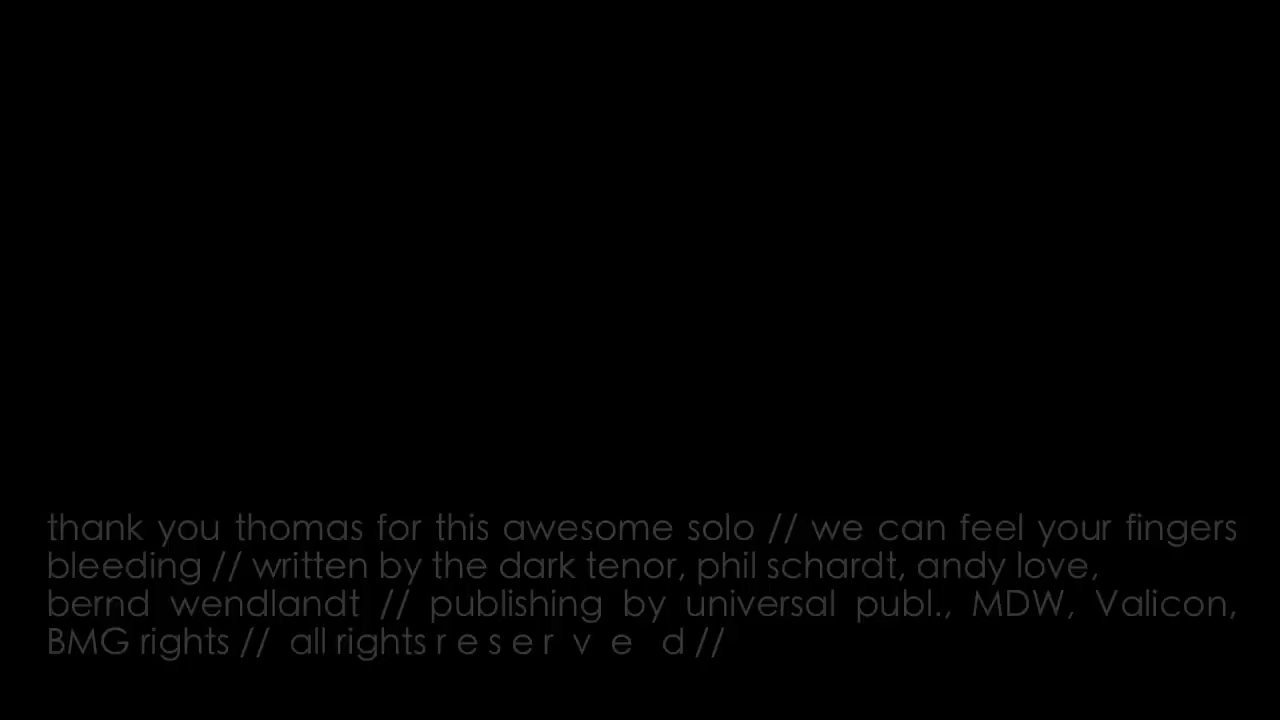 thank you thomas for this awesome solo // we can feel your fingers
bleeding // written by the dark tenor, phil schardt, andy love,
bernd wendlandt // publishing by universal publ., MDW, Valicon,
BMG rights // all rights r e s e r v e d //